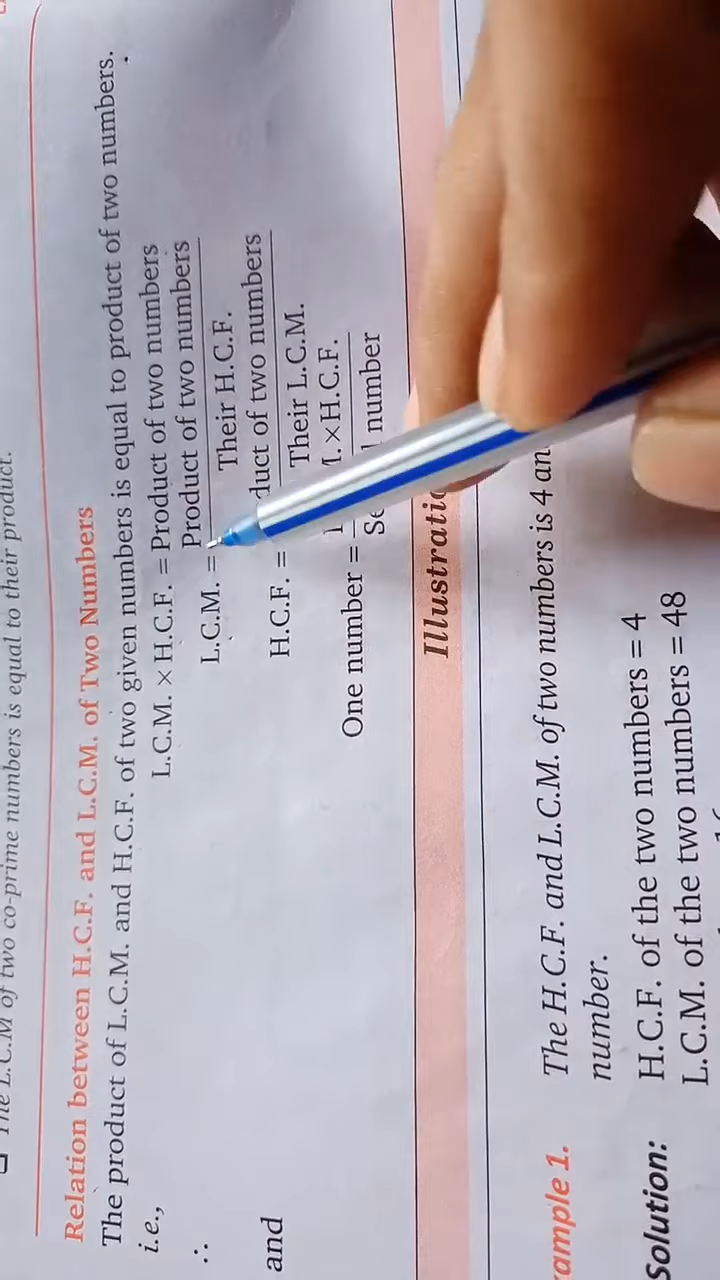 The L.C.M of two co-prime numbers is equal to their product.
Relation between H.C.F. and L.C.M. of Two Numbers
The product of L.C.M. and H.C.F. of two given numbers is equal to product of two numbers.
i.e., L.C.M. × H.C.F. = Product of two numbers
∴ L.C.M. = Product of two numbers
Their H.C.F.
and H.C.F. = duct of two numbers
Their L.C.M.
One number = × H.C.F.
number
Illustratio
ample 1. The H.C.F. and L.C.M. of two numbers is 4 an
number.
Solution: H.C.F. of the two numbers = 4
L.C.M. of the two numbers = 48